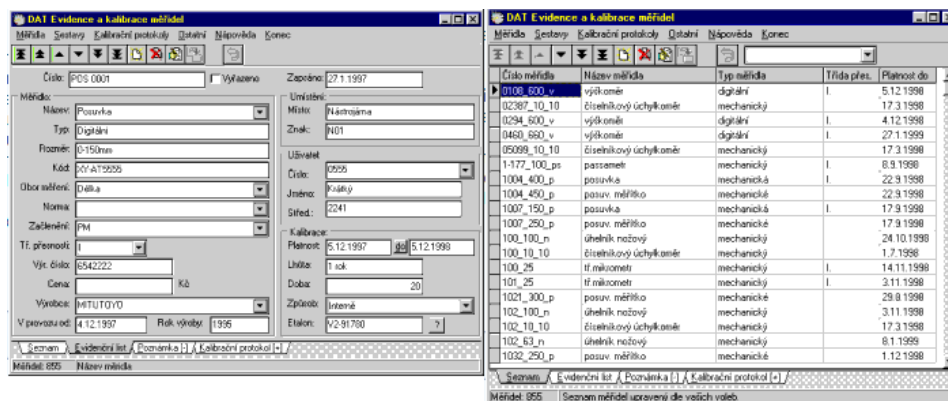 DAT Evidence a kalibrace měřidel
Měřidla Sestavy Kalibrační protokoly Ostatní Nápověda Konec
Číslo: POS 0001 Vyřazeno Zapráno: 27.1.1997
Měřidlo:
Název: Posuvka
Typ: Digitální
Rozměr: 0-150mm
Kód: XY-AT5555
Obor měření: Délka
Norma:
Začlenění: PM
Tř. přesnosti: I
Výr. číslo: 6542222
Cena: Kč
Výrobce: MITUTOYO
V provozu od: 4.12.1997 Rok výroby: 1995
Umístění:
Místo: Nástrojárna
Znak: N01
Uživatel:
Číslo: 0555
Jméno: Krátký
Střed.: 2241
Kalibrace:
Platnost: 5.12.1997 do 5.12.1998
Lhůta: 1 rok
Doba: 20
Způsob: Interně
Etalon: V2-91780 ?
Seznam Evidenční list Poznámka [-] Kalibrační protokol [+]
Měřidel: 855 Název měřidla
DAT Evidence a kalibrace měřidel
Měřidla Sestavy Kalibrační protokoly Ostatní Nápověda Konec
Číslo měřidla Název měřidla Typ měřidla Třída přes. Platnost do
0108_600_v výškoměr digitální I. 5.12.1998
02387_10_10 číselníkový úchylkoměr mechanický 17.3.1998
0294_600_v výškoměr digitální I. 4.12.1998
0460_660_v výškoměr digitální I. 27.1.1999
05099_10_10 číselníkový úchylkoměr mechanický 17.3.1998
1-177_100_ps passametr mechanický I. 8.9.1998
1004_400_p posuvka mechanická I. 22.9.1998
1004_450_p posuv. měřítko mechanické 22.9.1998
1007_150_p posuvka mechanická I. 17.9.1998
1007_250_p posuv. měřítko mechanické 17.9.1998
100_100_n úhelník nožový mechanický 24.10.1998
100_10_10 číselníkový úchylkoměr mechanický 1.7.1998
100_25 tř.mikrometr mechanický I. 14.11.1998
101_25 tř.mikrometr mechanický I. 3.11.1998
1021_300_p posuv. měřítko mechanické 29.8.1998
102_100_n úhelník nožový mechanický 3.11.1998
102_10_10 číselníkový úchylkoměr mechanický 17.3.1998
102_63_n úhelník nožový mechanický 8.1.1999
1032_250_p posuv. měřítko mechanické 1.12.1998
Seznam Evidenční list Poznámka [-] Kalibrační protokol [+]
Měřidel: 855 Seznam měřidel upravený dle vašich voleb